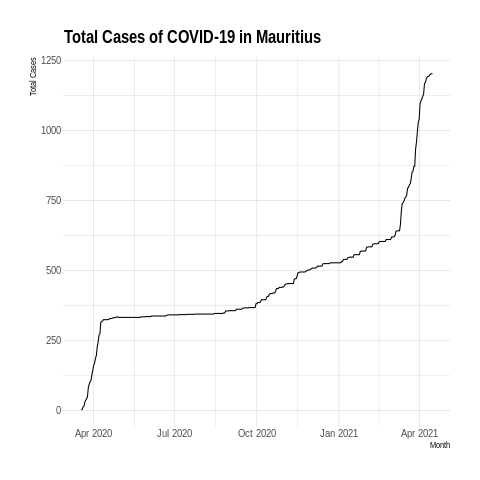 Total Cases of COVID-19 in Mauritius
Total Cases
1250
1000
750
500
250
0
Apr 2020 Jul 2020 Oct 2020 Jan 2021 Apr 2021
Month